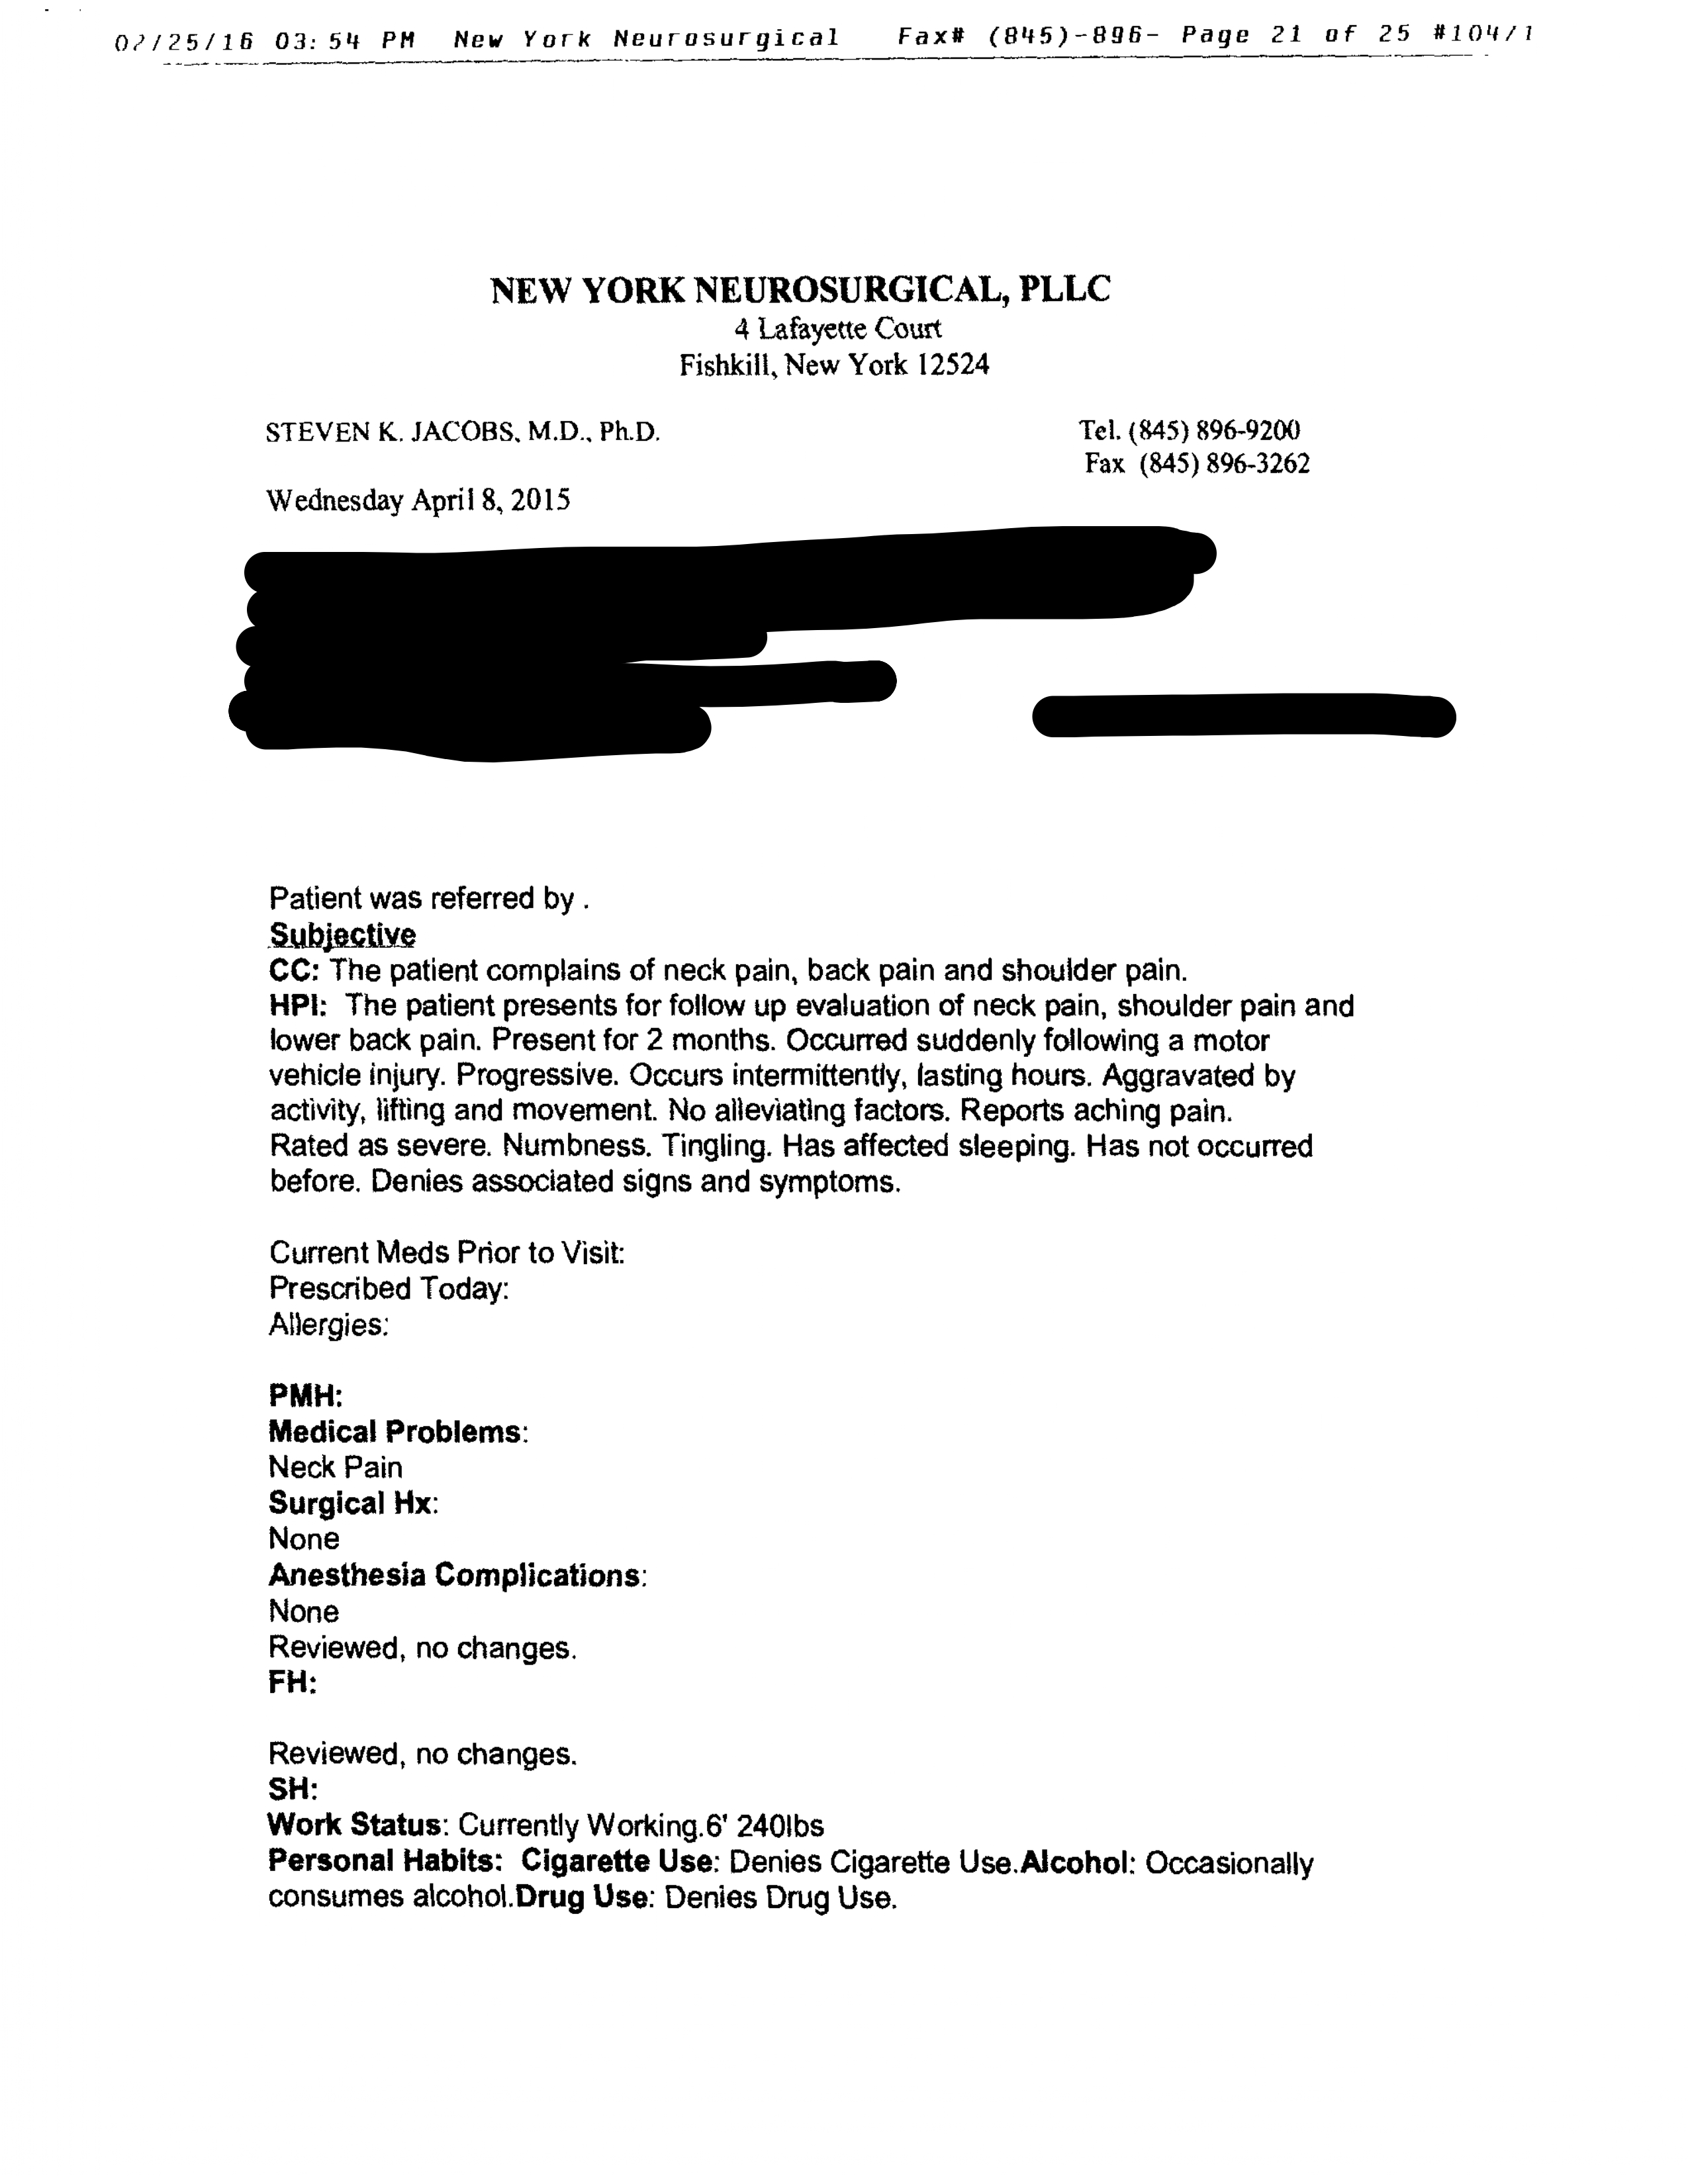 02/25/16 03:54 PM New York Neurosurgical Fax# (845)-896- Page 21 of 25 #104/1
NEW YORK NEUROSURGICAL, PLLC
4 Lafayette Court
Fishkill, New York 12524
STEVEN K. JACOBS, M.D., Ph.D. Tel. (845) 896-9200
Fax (845) 896-3262
Wednesday April 8, 2015
Patient was referred by .
Subjective
CC: The patient complains of neck pain, back pain and shoulder pain.
HPI: The patient presents for follow up evaluation of neck pain, shoulder pain and
lower back pain. Present for 2 months. Occurred suddenly following a motor
vehicle injury. Progressive. Occurs intermittently, lasting hours. Aggravated by
activity, lifting and movement. No alleviating factors. Reports aching pain.
Rated as severe. Numbness. Tingling. Has affected sleeping. Has not occurred
before. Denies associated signs and symptoms.
Current Meds Prior to Visit:
Prescribed Today:
Allergies:
PMH:
Medical Problems:
Neck Pain
Surgical Hx:
None
Anesthesia Complications:
None
Reviewed, no changes.
FH:
Reviewed, no changes.
SH:
Work Status: Currently Working.6' 240lbs
Personal Habits: Cigarette Use: Denies Cigarette Use.Alcohol: Occasionally
consumes alcohol.Drug Use: Denies Drug Use.